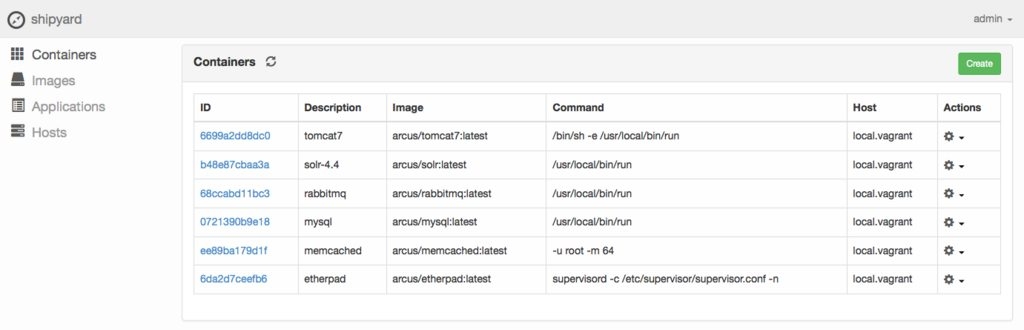 shipyard
admin
Containers
Images
Applications
Hosts
Containers
Create
ID Description Image Command Host Actions
6699a2dd8dc0 tomcat7 arcus/tomcat7:latest /bin/sh -e /usr/local/bin/run local.vagrant
b48e87cbaa3a solr-4.4 arcus/solr:latest /usr/local/bin/run local.vagrant
68ccabd11bc3 rabbitmq arcus/rabbitmq:latest /usr/local/bin/run local.vagrant
0721390b9e18 mysql arcus/mysql:latest /usr/local/bin/run local.vagrant
ee89ba179d1f memcached arcus/memcached:latest -u root -m 64 local.vagrant
6da2d7ceefb6 etherpad arcus/etherpad:latest supervisord -c /etc/supervisor/supervisor.conf -n local.vagrant